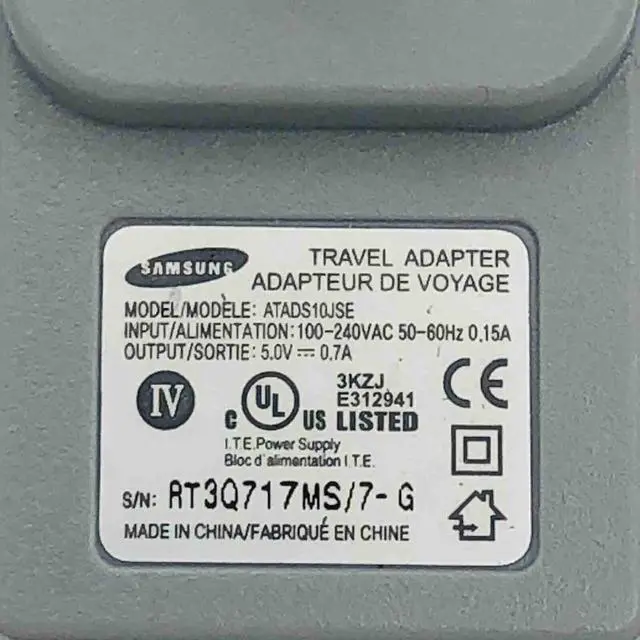 SAMSUNG
TRAVEL ADAPTER
ADAPTEUR DE VOYAGE
MODEL/MODÈLE: ATADS10JSE
INPUT/ALIMENTATION:100-240VAC 50-60Hz 0.15A
OUTPUT/SORTIE: 5.0V 0.7A
IV
C UL US LISTED
3KZJ
E312941
CE
I.T.E.Power Supply
Bloc d'alimentation I.T.E.
S/N: RT3Q717MS/7-G
MADE IN CHINA/FABRIQUÉ EN CHINE